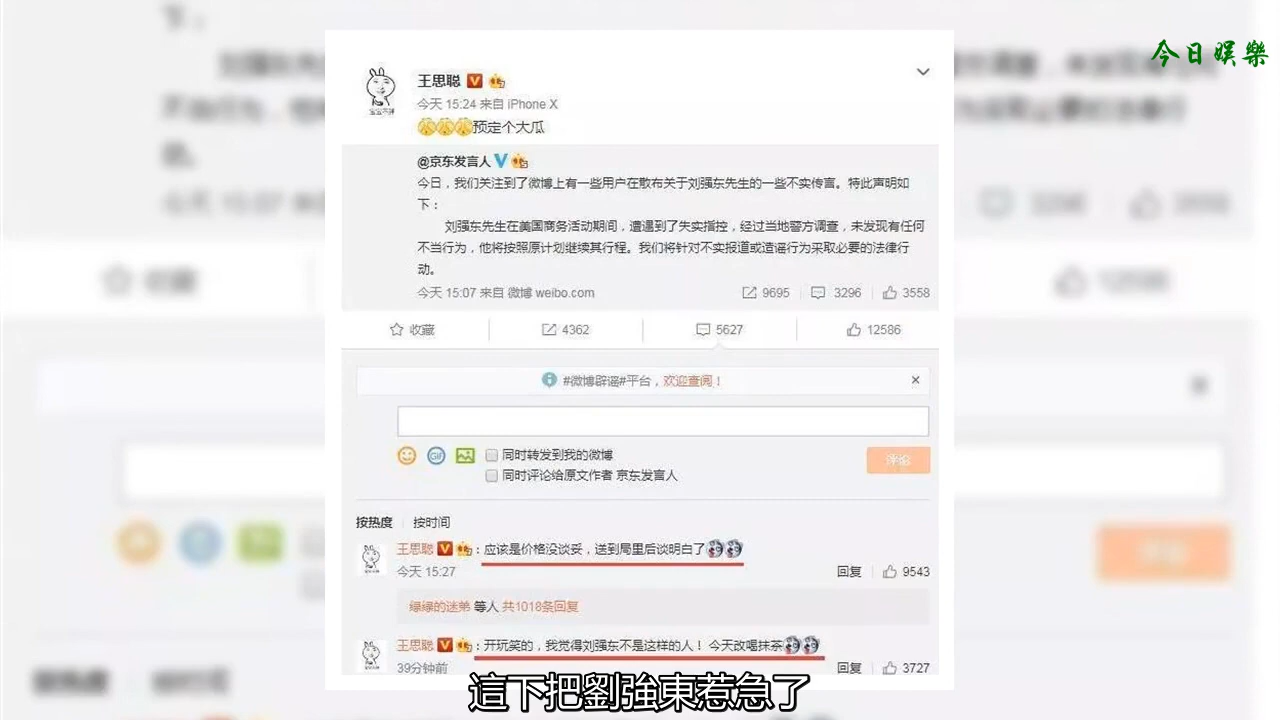 今日娱樂
王思聪
今天 15:24 来自 iPhone X
预定个大瓜
@京东发言人
今日，我们关注到了微博上有一些用户在散布关于刘强东先生的一些不实传言。特此声明如
下：
刘强东先生在美国商务活动期间，遭遇到了失实指控，经过当地警方调查，未发现有任何
不当行为，他将按照原计划继续其行程。我们将针对不实报道或造谣行为采取必要的法律行
动。
今天 15:07 来自 微博 weibo.com 9695 3296 3558
收藏 4362 5627 12586
#微博辟谣#平台，欢迎查阅！
GIF 同时转发到我的微博 评论
同时评论给原文作者 京东发言人
按热度 按时间
王思聪：应该是价格没谈妥，送到局里后谈明白了
今天 15:27 回复 9543
绿绿的迷弟 等人 共1018条回复
王思聪：开玩笑的，我觉得刘强东不是这样的人！今天改喝抹茶
39分钟前 回复 3727
這下把劉強東惹急了